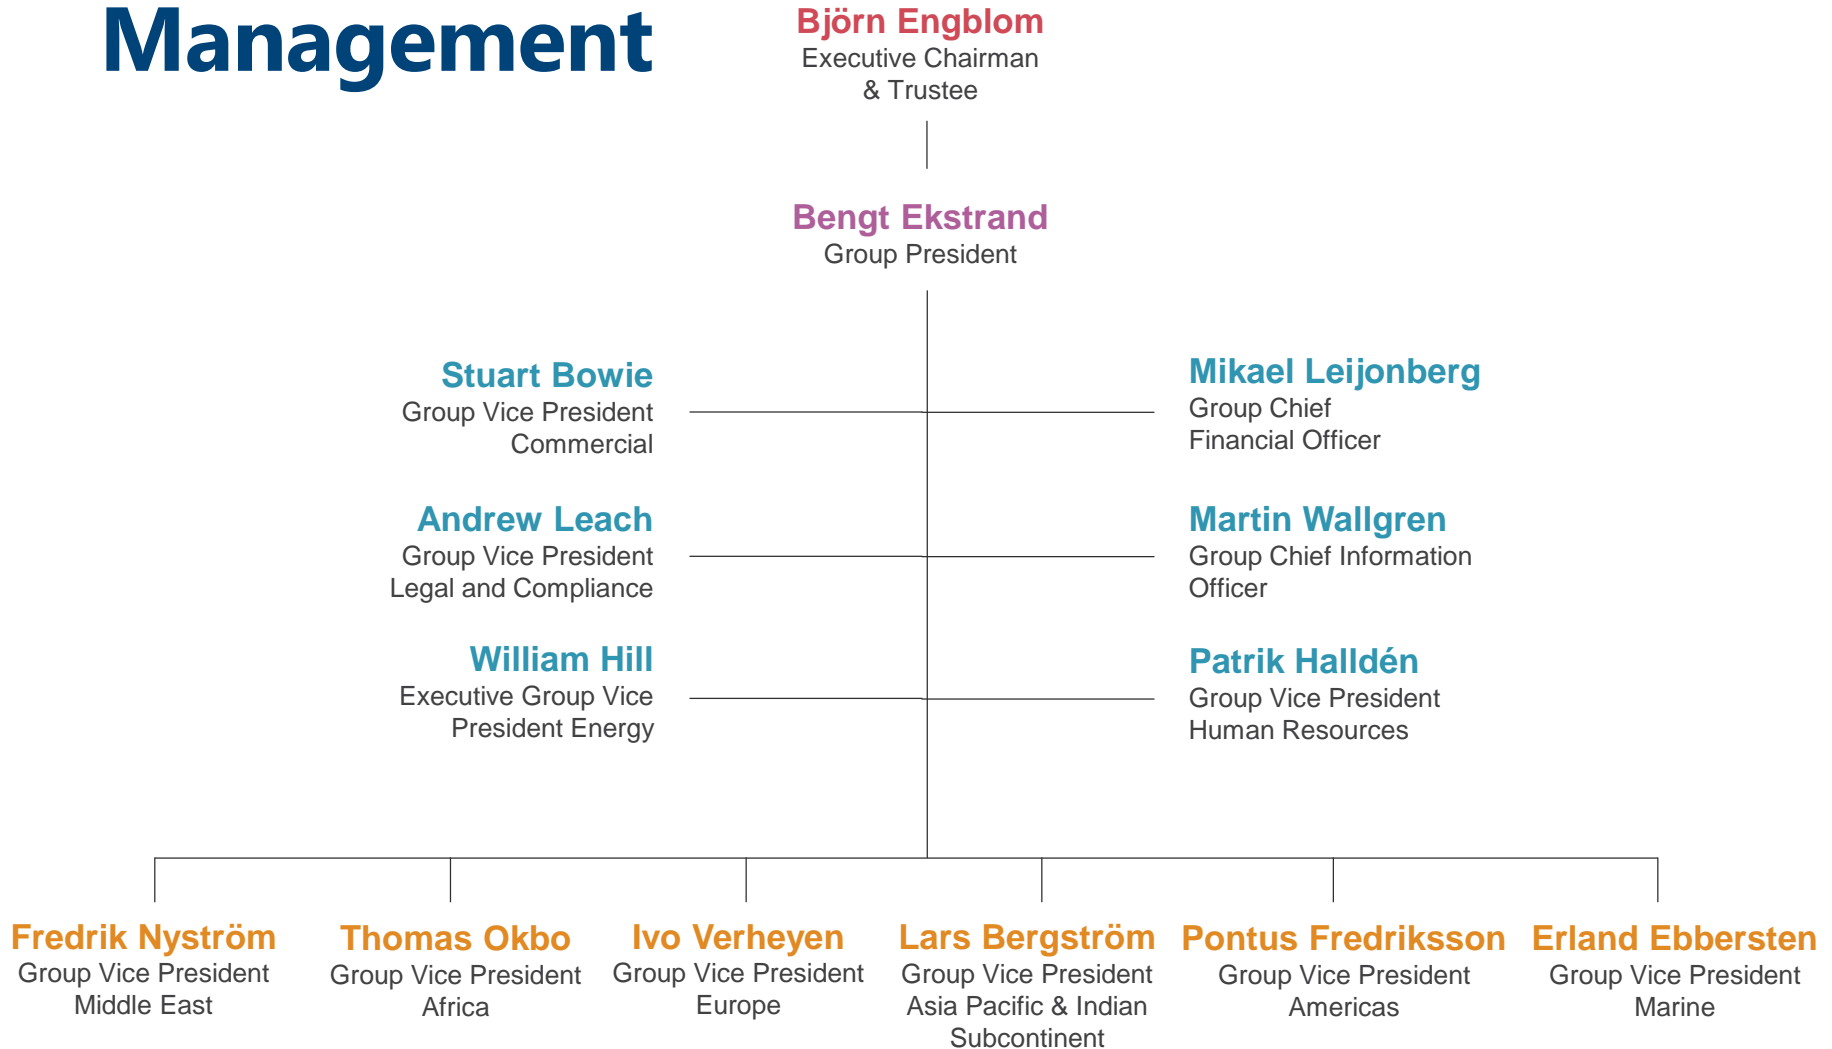 Management
Björn Engblom
Executive Chairman
& Trustee
Bengt Ekstrand
Group President
Stuart Bowie
Group Vice President
Commercial
Mikael Leijonberg
Group Chief
Financial Officer
Andrew Leach
Group Vice President
Legal and Compliance
Martin Wallgren
Group Chief Information
Officer
William Hill
Executive Group Vice
President Energy
Patrik Halldén
Group Vice President
Human Resources
Fredrik Nyström
Group Vice President
Middle East
Thomas Okbo
Group Vice President
Africa
Ivo Verheyen
Group Vice President
Europe
Lars Bergström
Group Vice President
Asia Pacific & Indian
Subcontinent
Pontus Fredriksson
Group Vice President
Americas
Erland Ebbersten
Group Vice President
Marine